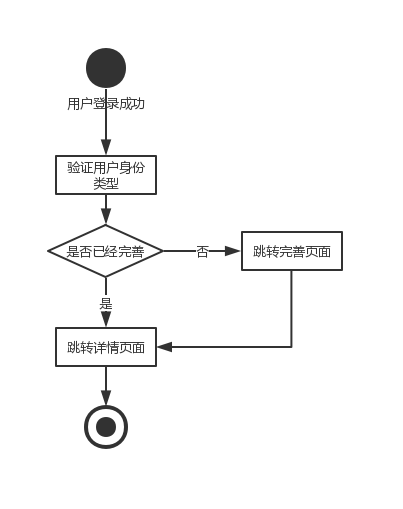 用户登录成功
验证用户身份
类型
是否已经完善
否
跳转完善页面
是
跳转详情页面